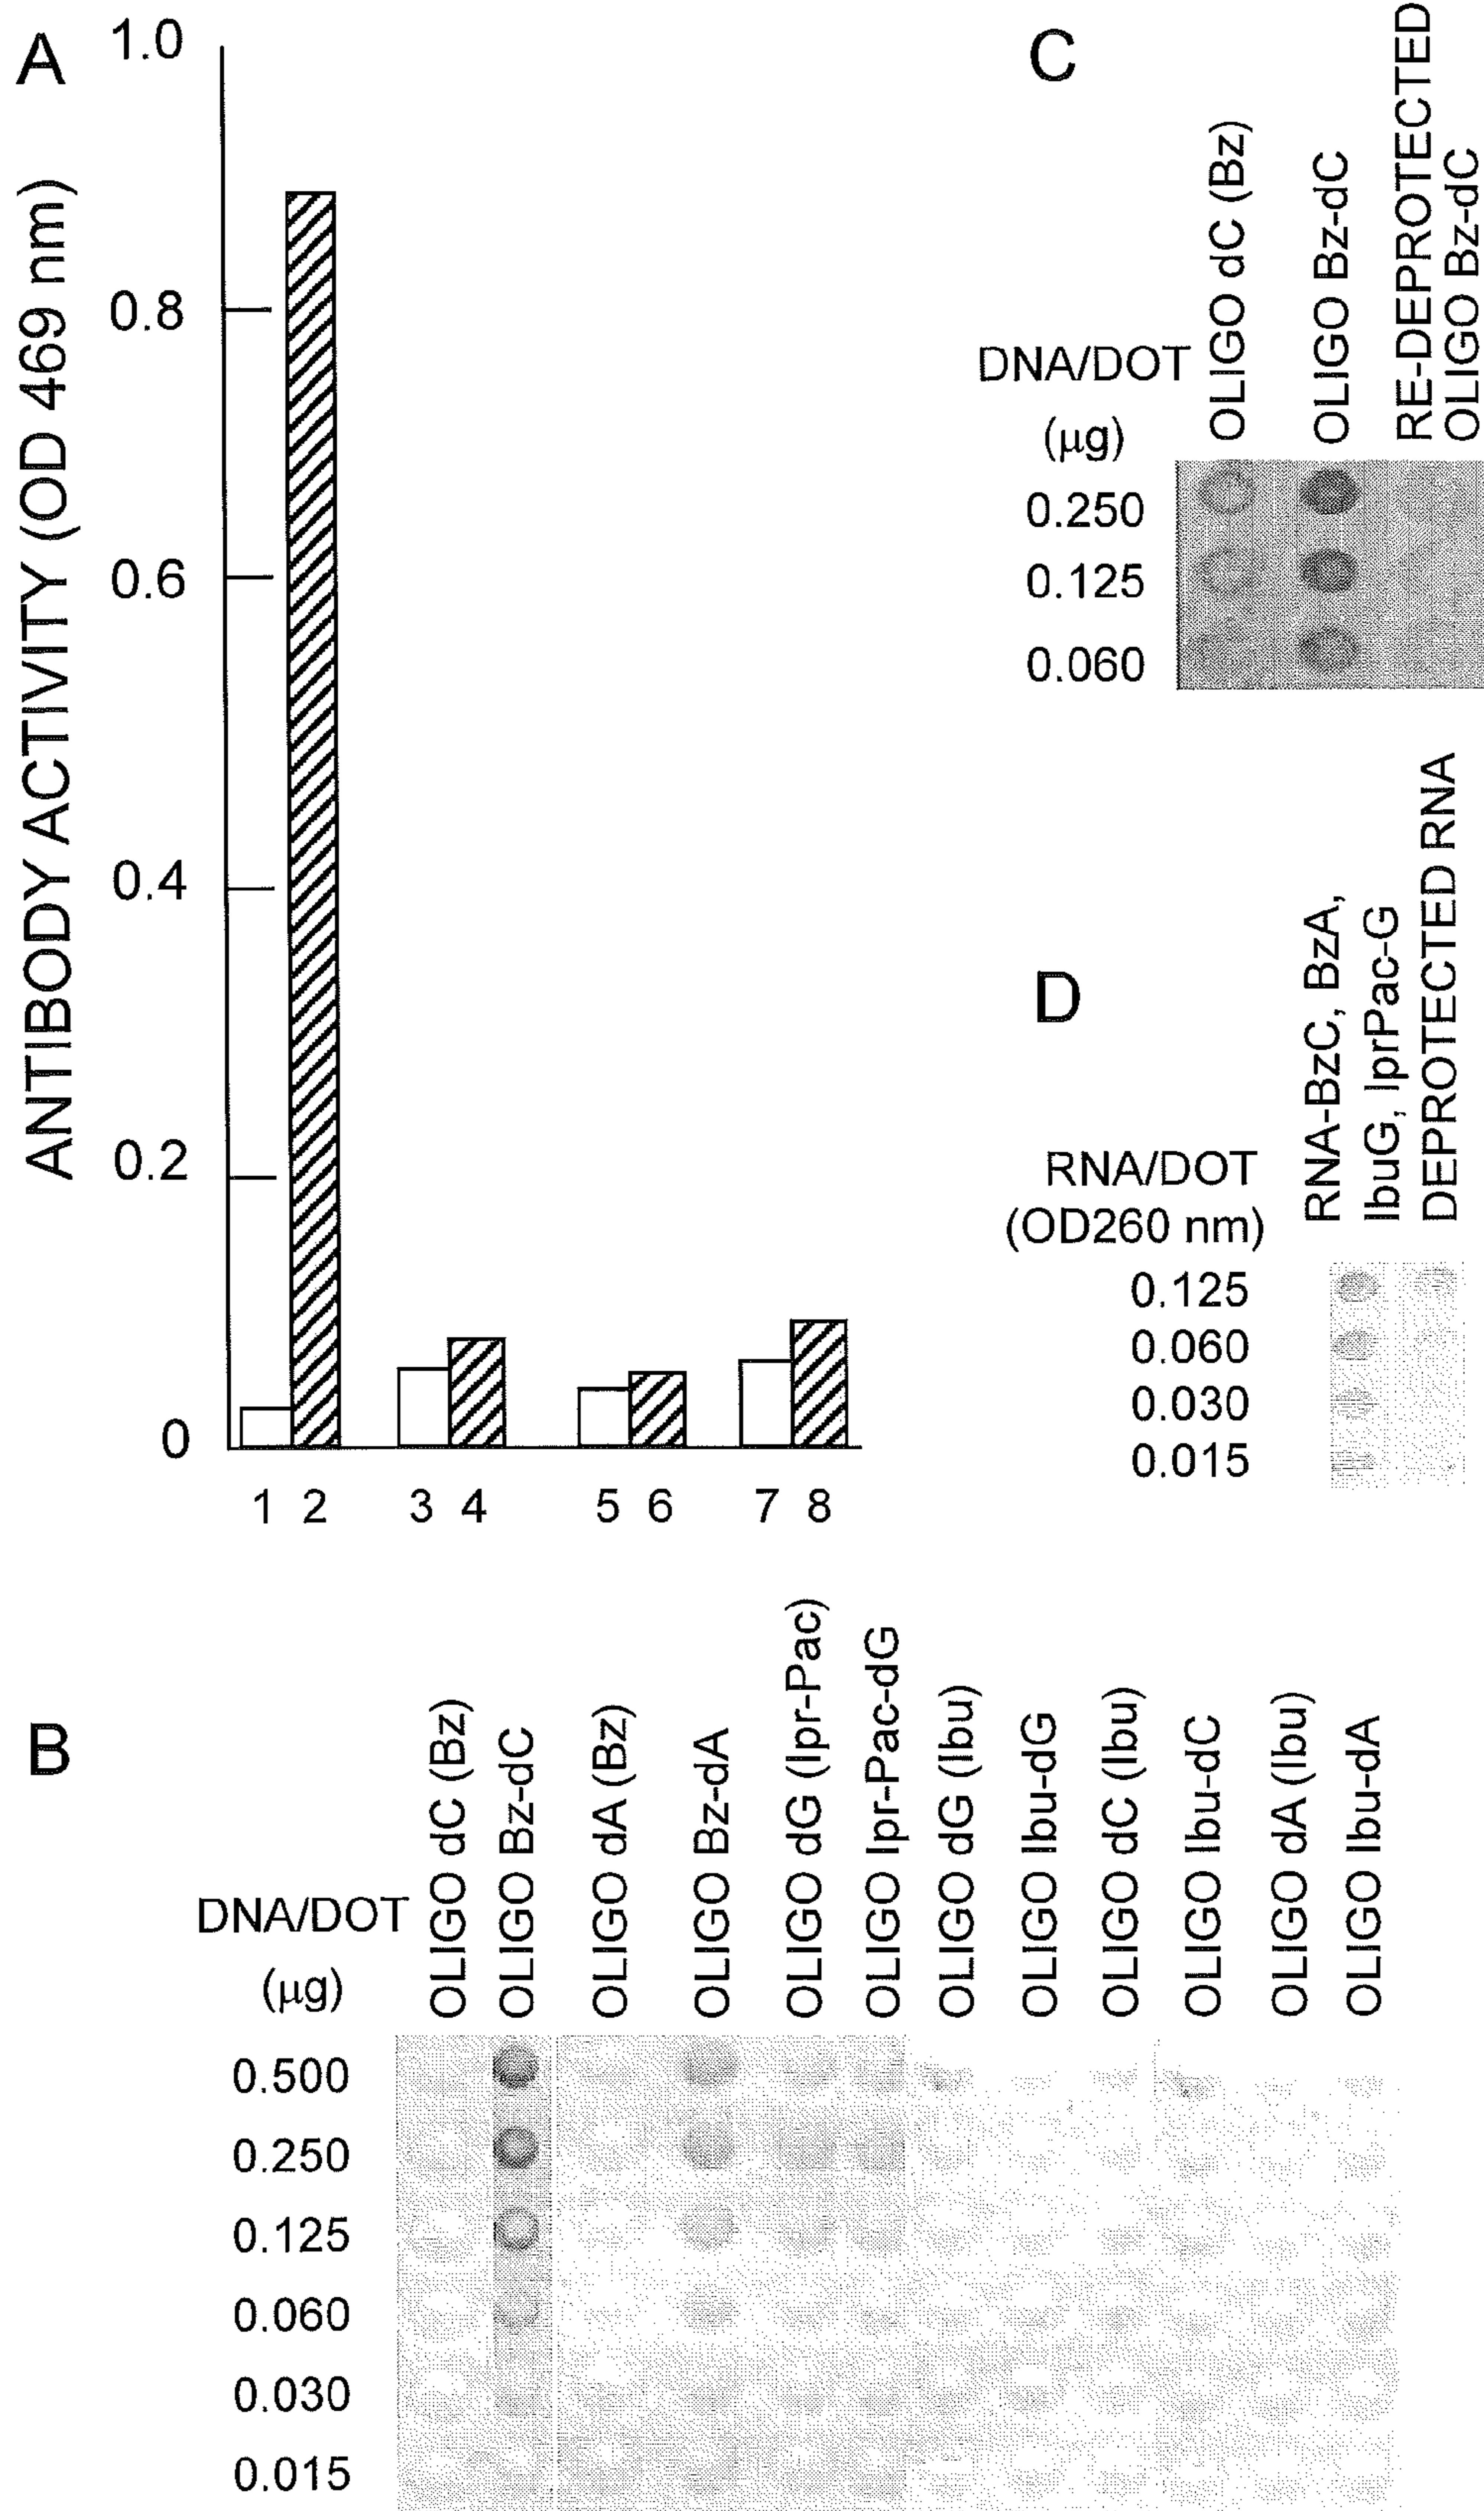 A
ANTIBODY ACTIVITY (OD 469 nm)
1.0
0.8
0.6
0.4
0.2
0
1 2 3 4 5 6 7 8
C
DNA/DOT
(μg)
OLIGO dC (Bz)
OLIGO Bz-dC
RE-DEPROTECTED
OLIGO Bz-dC
0.250
0.125
0.060
D
RNA/DOT
(OD260 nm)
RNA-BzC, BzA,
IbuG, IprPac-G
DEPROTECTED RNA
0.125
0.060
0.030
0.015
B
DNA/DOT
(μg)
OLIGO dC (Bz)
OLIGO Bz-dC
OLIGO dA (Bz)
OLIGO Bz-dA
OLIGO dG (Ipr-Pac)
OLIGO Ipr-Pac-dG
OLIGO dG (Ibu)
OLIGO Ibu-dG
OLIGO dC (Ibu)
OLIGO Ibu-dC
OLIGO dA (Ibu)
OLIGO Ibu-dA
0.500
0.250
0.125
0.060
0.030
0.015